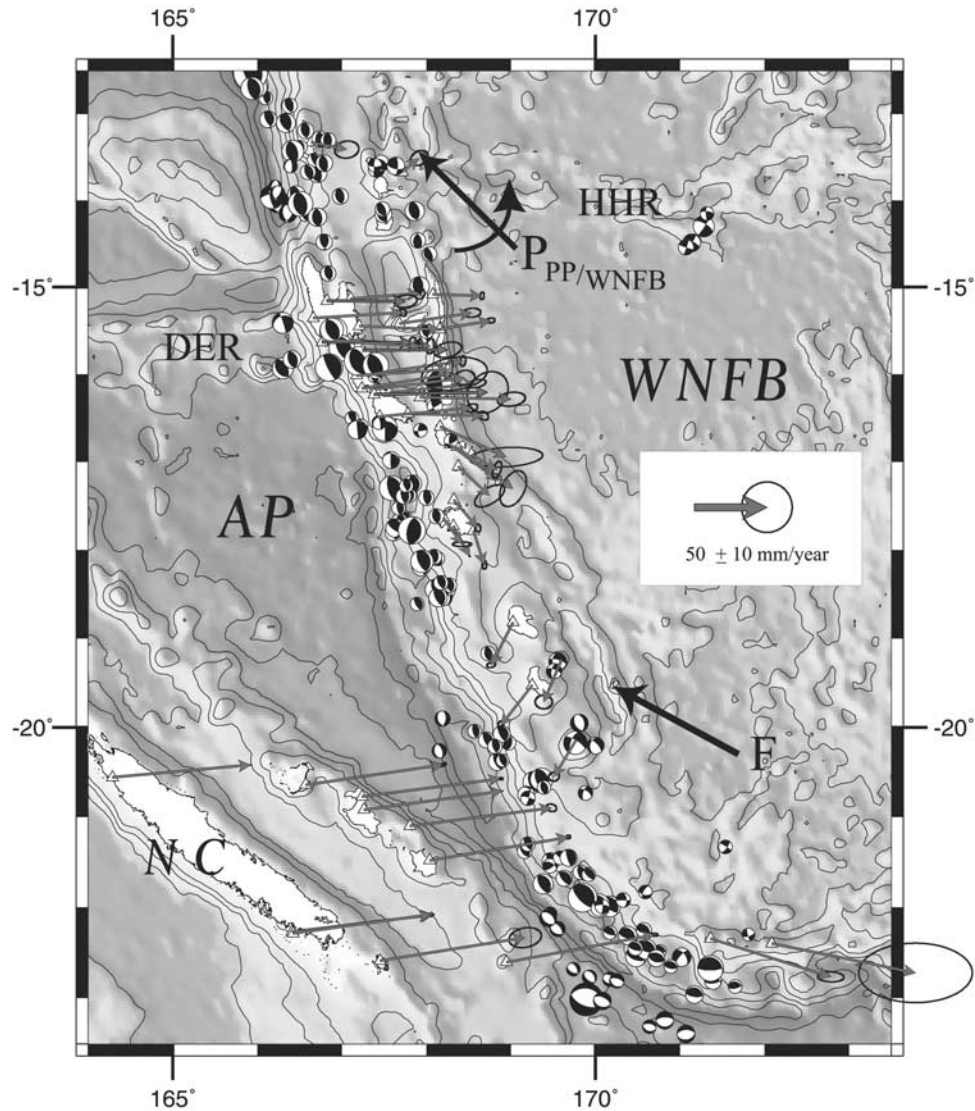 165° 170°
HHR
P PP/WNFB
-15° -15°
DER
WNFB
AP
50 ± 10 mm/year
-20° -20°
F
N C
165° 170°